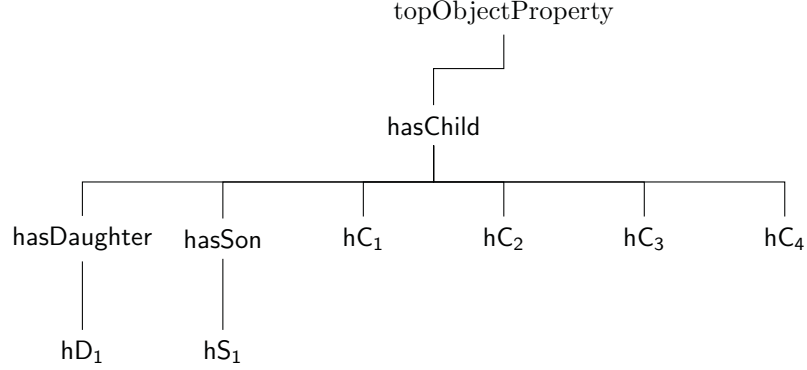 topObjectProperty
hasChild
hasDaughter hasSon hC₁ hC₂ hC₃ hC₄
hD₁ hS₁